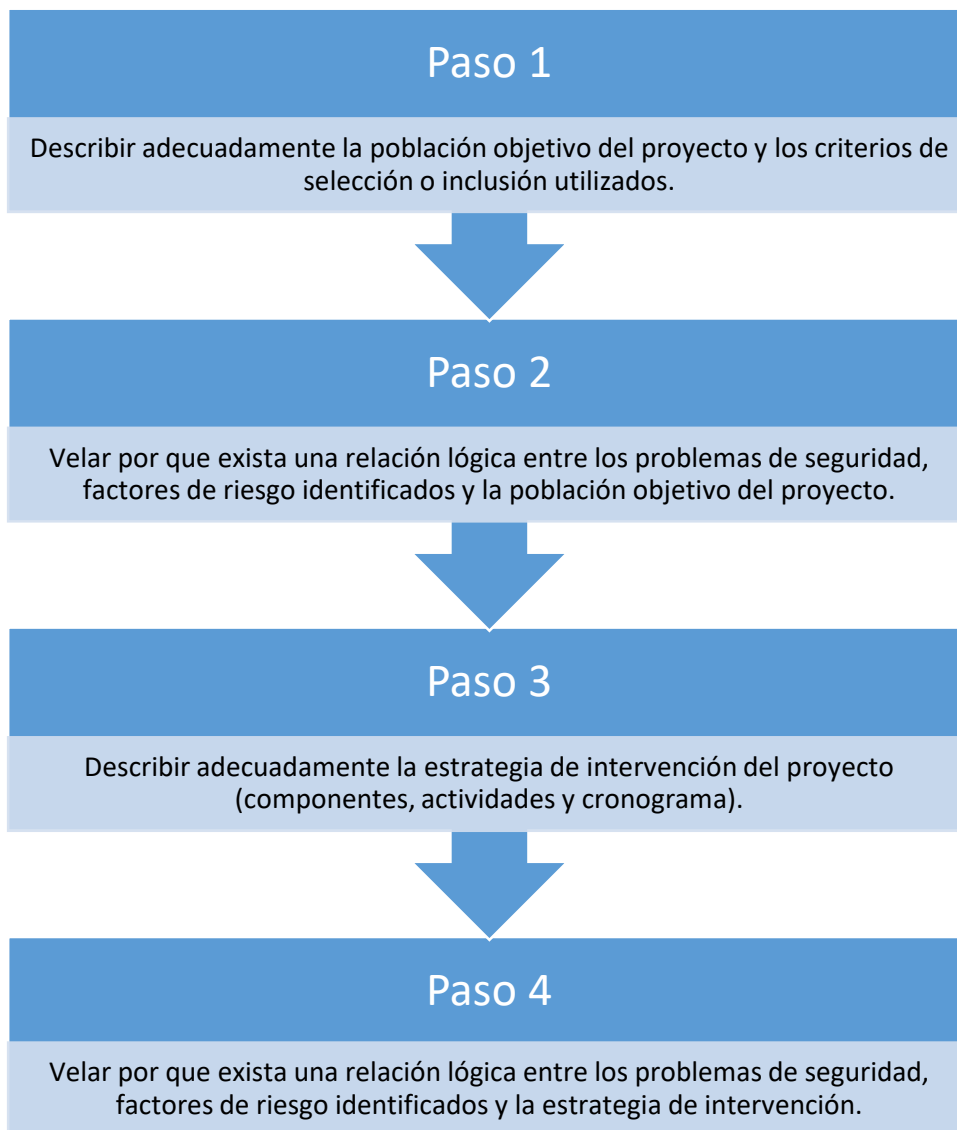 Paso 1
Describir adecuadamente la población objetivo del proyecto y los criterios de
selección o inclusión utilizados.
Paso 2
Velar por que exista una relación lógica entre los problemas de seguridad,
factores de riesgo identificados y la población objetivo del proyecto.
Paso 3
Describir adecuadamente la estrategia de intervención del proyecto
(componentes, actividades y cronograma).
Paso 4
Velar por que exista una relación lógica entre los problemas de seguridad,
factores de riesgo identificados y la estrategia de intervención.